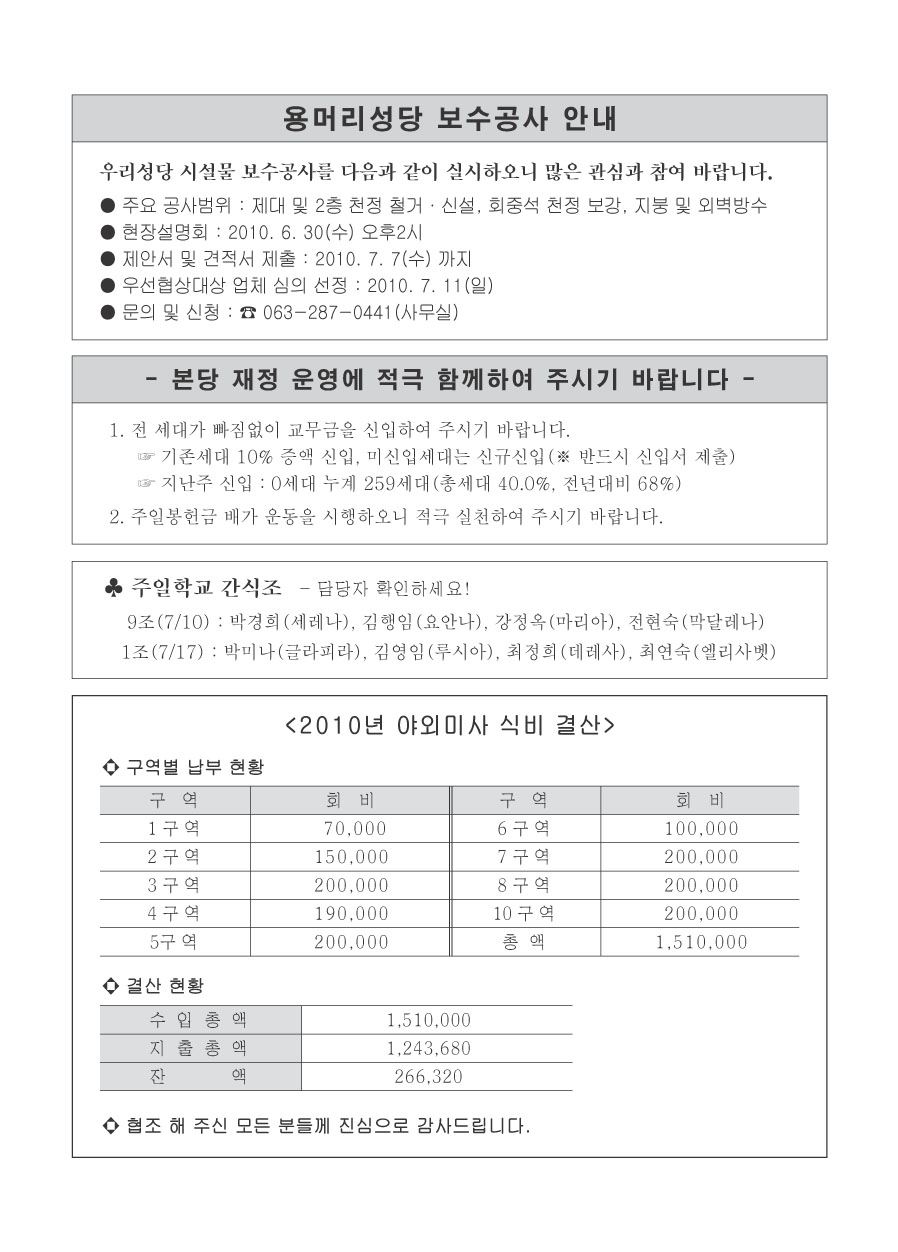 용머리성당 보수공사 안내
우리성당 시설물 보수공사를 다음과 같이 실시하오니 많은 관심과 참여 바랍니다.
● 주요 공사범위 : 제대 및 2층 천정 철거 · 신설, 회중석 천정 보강, 지붕 및 외벽방수
● 현장설명회 : 2010. 6. 30(수) 오후2시
● 제안서 및 견적서 제출 : 2010. 7. 7(수) 까지
● 우선협상대상 업체 심의 선정 : 2010. 7. 11(일)
● 문의 및 신청 : ☎ 063-287-0441(사무실)
- 본당 재정 운영에 적극 함께하여 주시기 바랍니다 -
1. 전 세대가 빠짐없이 교무금을 신입하여 주시기 바랍니다.
☞ 기존세대 10% 증액 신입, 미신입세대는 신규신입(※ 반드시 신입서 제출)
☞ 지난주 신입 : 0세대 누계 259세대(총세대 40.0%, 전년대비 68%)
2. 주일봉헌금 배가 운동을 시행하오니 적극 실천하여 주시기 바랍니다.
♣ 주일학교 간식조 - 담당자 확인하세요!
9조(7/10) : 박경희(세레나), 김행임(요안나), 강정옥(마리아), 전현숙(막달레나)
1조(7/17) : 박미나(글라피라), 김영임(루시아), 최정희(데레사), 최연숙(엘리사벳)
<2010년 야외미사 식비 결산>
구역별 납부 현황
구 역 회 비 구 역 회 비
1구역 70,000 6구역 100,000
2구역 150,000 7구역 200,000
3구역 200,000 8구역 200,000
4구역 190,000 10구역 200,000
5구역 200,000 총 액 1,510,000
결산 현황
수 입 총 액 1,510,000
지 출 총 액 1,243,680
잔 액 266,320
협조 해 주신 모든 분들께 진심으로 감사드립니다.